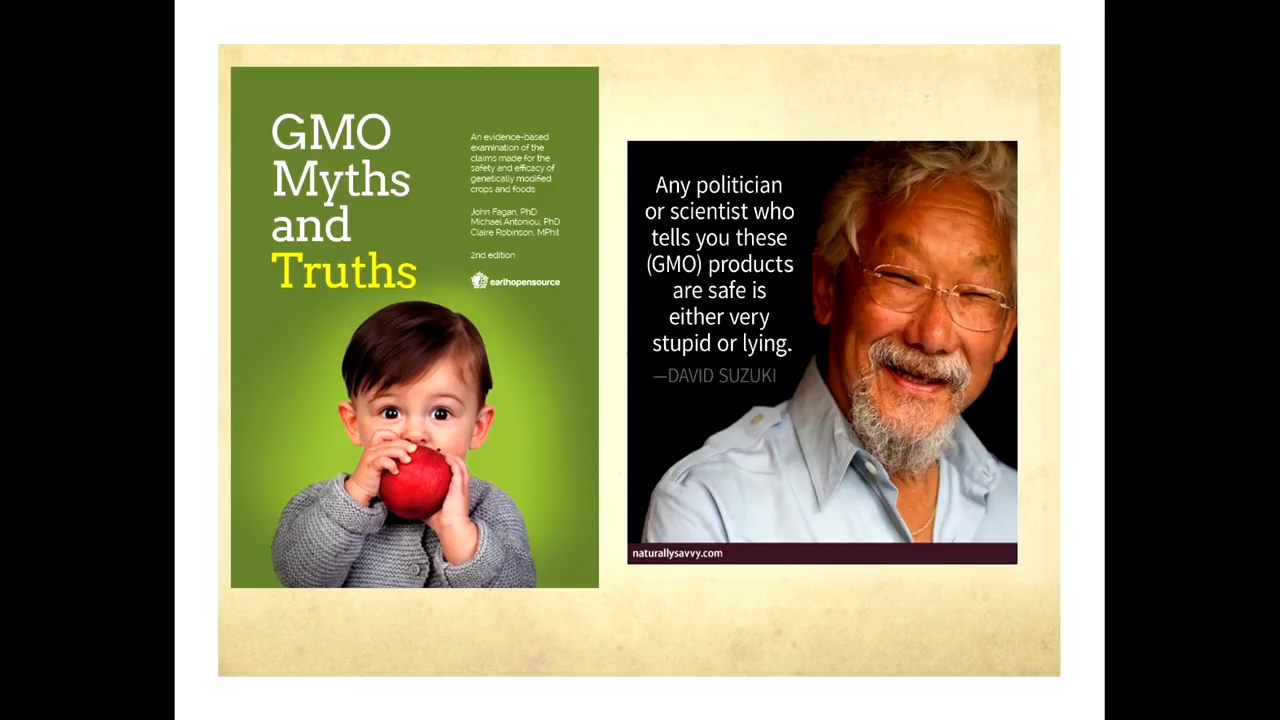 GMO
Myths
and
Truths
An evidence-based
examination of the
claims made for the
safety and efficacy of
genetically modified
crops and foods
John Fagan, PhD
Michael Antoniou, PhD
Claire Robinson, MPhil
2nd edition
earthopensource
Any politician
or scientist who
tells you these
(GMO) products
are safe is
either very
stupid or lying.
—DAVID SUZUKI
naturallysavvy.com